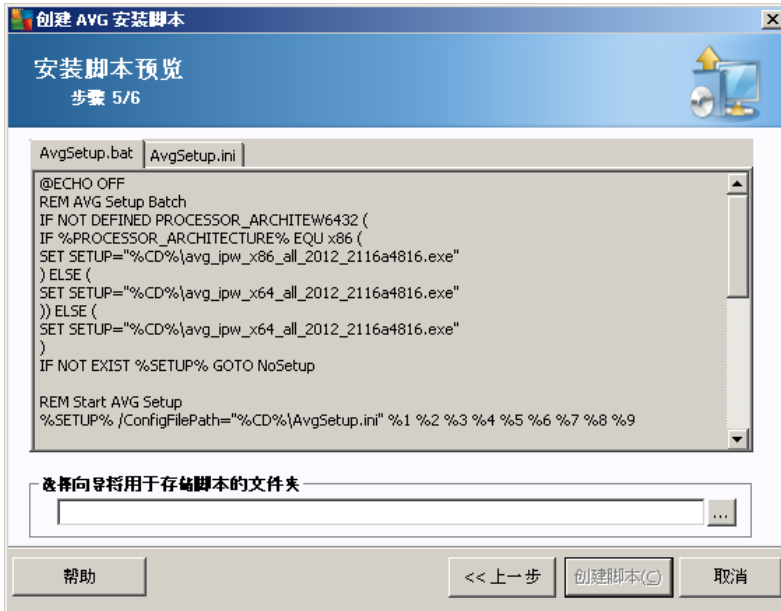 创建 AVG 安装脚本
安装脚本预览
步骤 5/6
AvgSetup.bat AvgSetup.ini
@ECHO OFF
REM AVG Setup Batch
IF NOT DEFINED PROCESSOR_ARCHITEW6432 (
IF %PROCESSOR_ARCHITECTURE% EQU x86 (
SET SETUP="%CD%\avg_ipw_x86_all_2012_2116a4816.exe"
) ELSE (
SET SETUP="%CD%\avg_ipw_x64_all_2012_2116a4816.exe"
)) ELSE (
SET SETUP="%CD%\avg_ipw_x64_all_2012_2116a4816.exe"
)
IF NOT EXIST %SETUP% GOTO NoSetup
REM Start AVG Setup
%SETUP% /ConfigFilePath="%CD%\AvgSetup.ini" %1 %2 %3 %4 %5 %6 %7 %8 %9
选择向导将用于存储脚本的文件夹
...
帮助 << 上一步 创建脚本(C) 取消